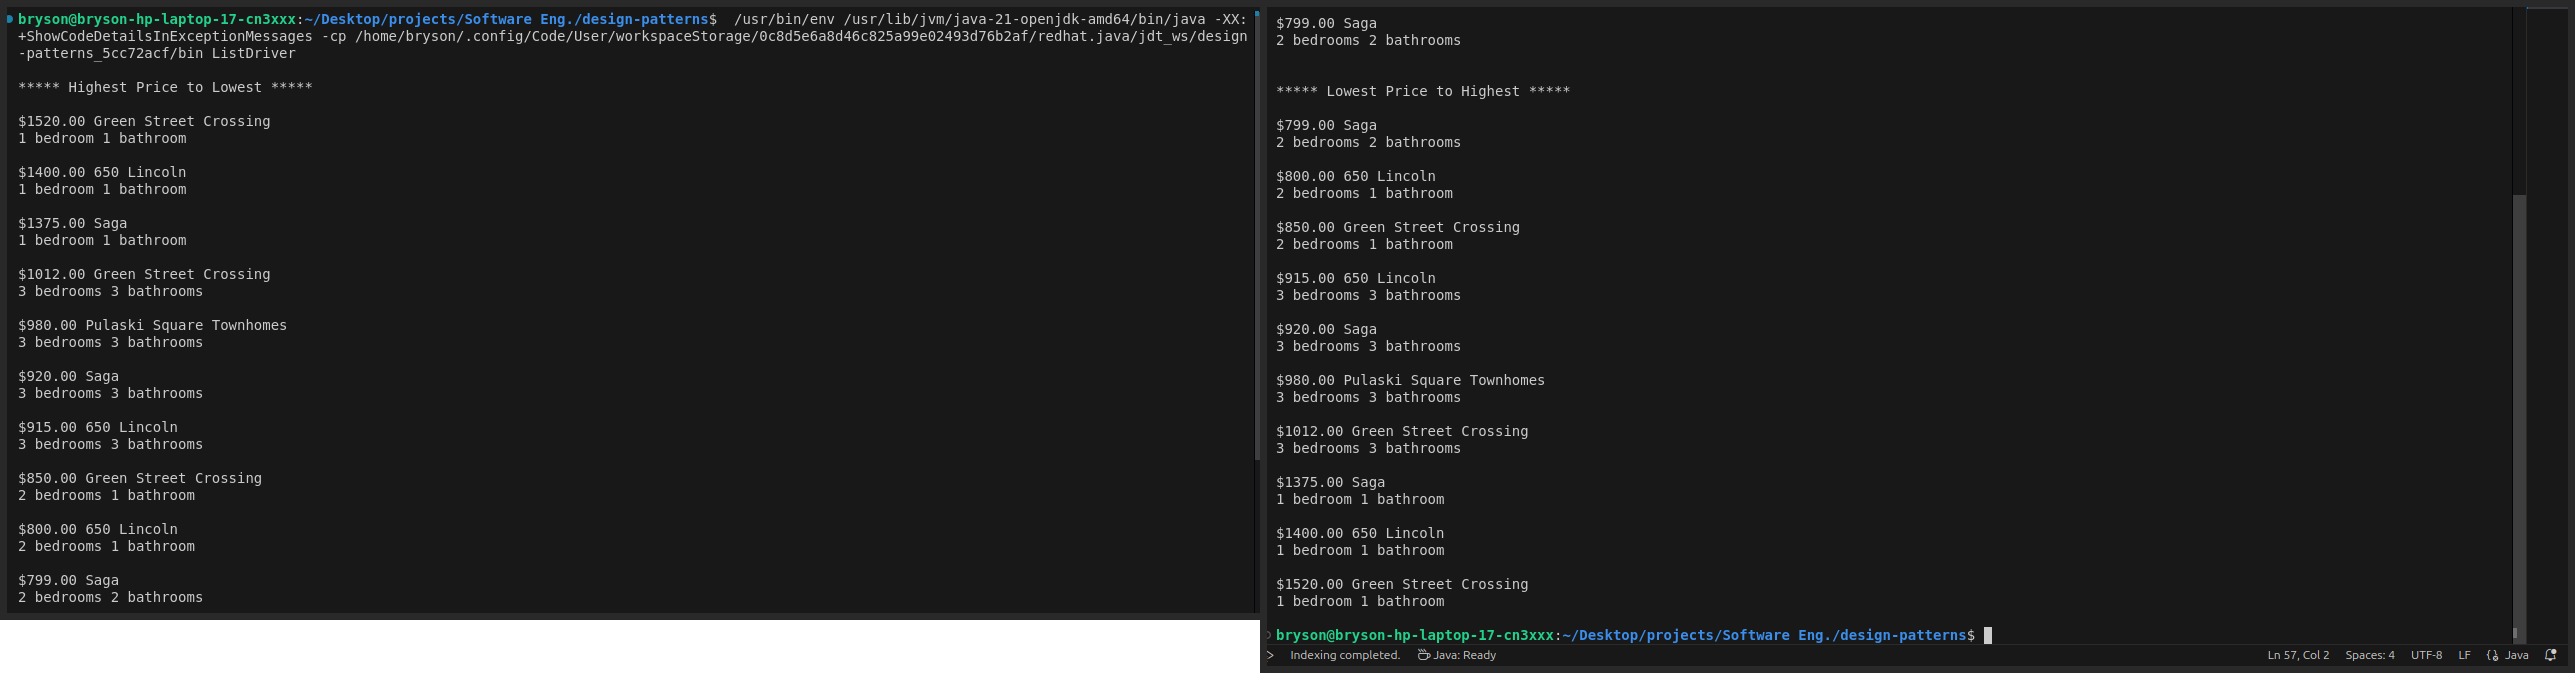 bryson@bryson-hp-laptop-17-cn3xxx:~/Desktop/projects/Software Eng./design-patterns$  /usr/bin/env /usr/lib/jvm/java-21-openjdk-amd64/bin/java -XX:
+ShowCodeDetailsInExceptionMessages -cp /home/bryson/.config/Code/User/workspaceStorage/0c8d5e6a8d46c825a99e02493d76b2af/redhat.java/jdt_ws/design
-patterns_5cc72acf/bin ListDriver
***** Highest Price to Lowest *****
$1520.00 Green Street Crossing
1 bedroom 1 bathroom
$1400.00 650 Lincoln
1 bedroom 1 bathroom
$1375.00 Saga
1 bedroom 1 bathroom
$1012.00 Green Street Crossing
3 bedrooms 3 bathrooms
$980.00 Pulaski Square Townhomes
3 bedrooms 3 bathrooms
$920.00 Saga
3 bedrooms 3 bathrooms
$915.00 650 Lincoln
3 bedrooms 3 bathrooms
$850.00 Green Street Crossing
2 bedrooms 1 bathroom
$800.00 650 Lincoln
2 bedrooms 1 bathroom
$799.00 Saga
2 bedrooms 2 bathrooms
$799.00 Saga
2 bedrooms 2 bathrooms
***** Lowest Price to Highest *****
$799.00 Saga
2 bedrooms 2 bathrooms
$800.00 650 Lincoln
2 bedrooms 1 bathroom
$850.00 Green Street Crossing
2 bedrooms 1 bathroom
$915.00 650 Lincoln
3 bedrooms 3 bathrooms
$920.00 Saga
3 bedrooms 3 bathrooms
$980.00 Pulaski Square Townhomes
3 bedrooms 3 bathrooms
$1012.00 Green Street Crossing
3 bedrooms 3 bathrooms
$1375.00 Saga
1 bedroom 1 bathroom
$1400.00 650 Lincoln
1 bedroom 1 bathroom
$1520.00 Green Street Crossing
1 bedroom 1 bathroom
bryson@bryson-hp-laptop-17-cn3xxx:~/Desktop/projects/Software Eng./design-patterns$
Indexing completed. Java: Ready Ln 57, Col 2 Spaces: 4 UTF-8 LF {} Java